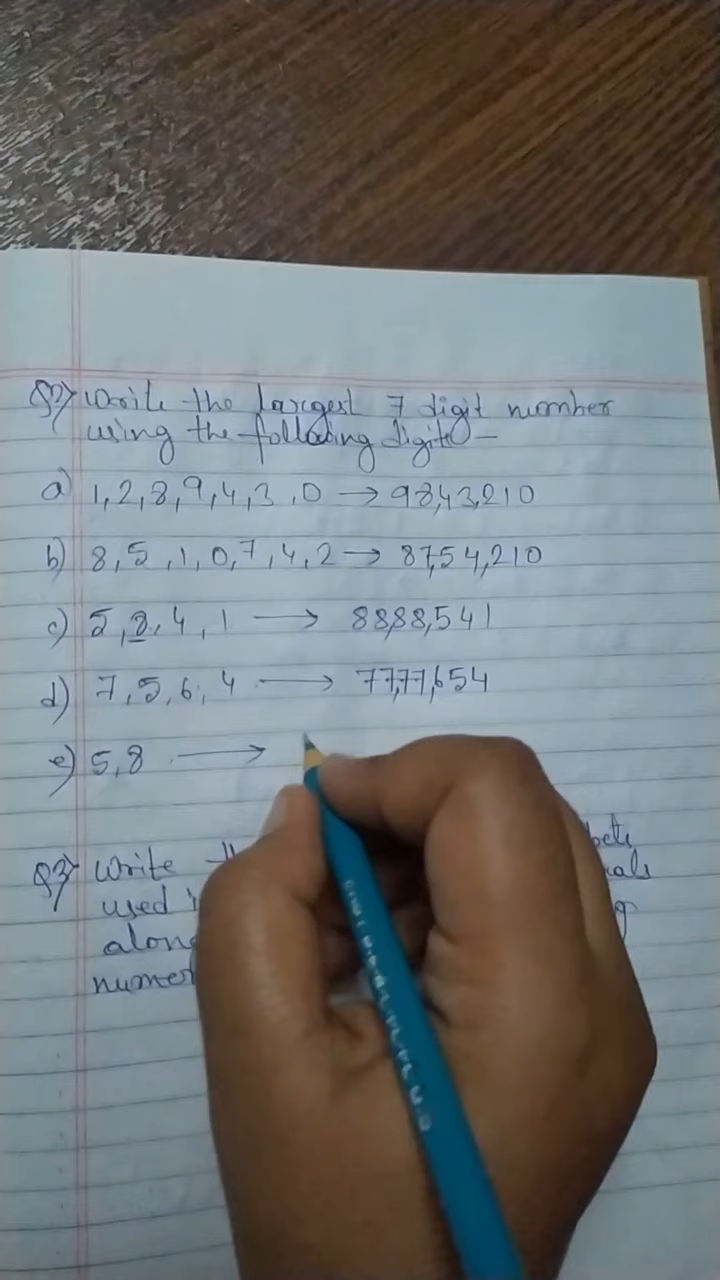 Q2) Write the largest 7 digit number
using the following digits –
a) 1,2,8,9,4,3,0 → 98,43,210
b) 8,5,1,0,7,4,2 → 87,54,210
c) 5,8,4,1 → 88,88,541
d) 7,5,6,4 → 77,77,654
e) 5,8 →
Q3) Write
used
along
numer